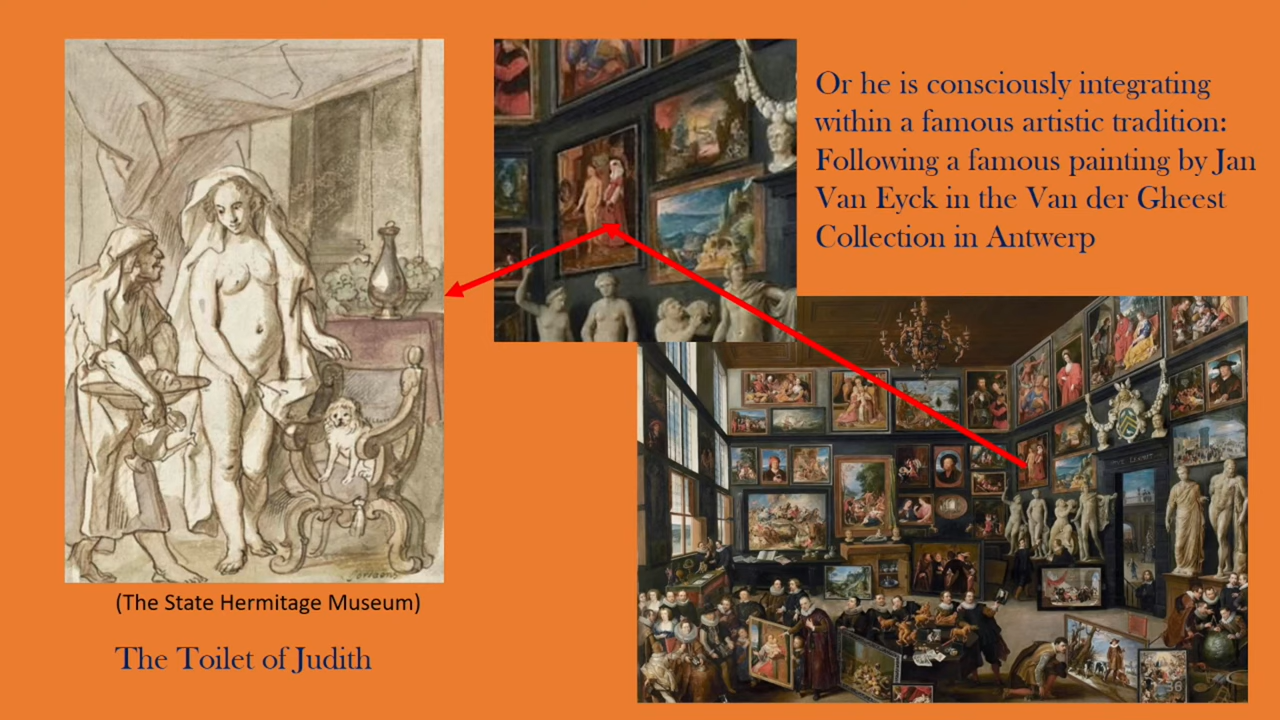 Or he is consciously integrating
within a famous artistic tradition:
Following a famous painting by Jan
Van Eyck in the Van der Gheest
Collection in Antwerp
(The State Hermitage Museum)
The Toilet of Judith
36